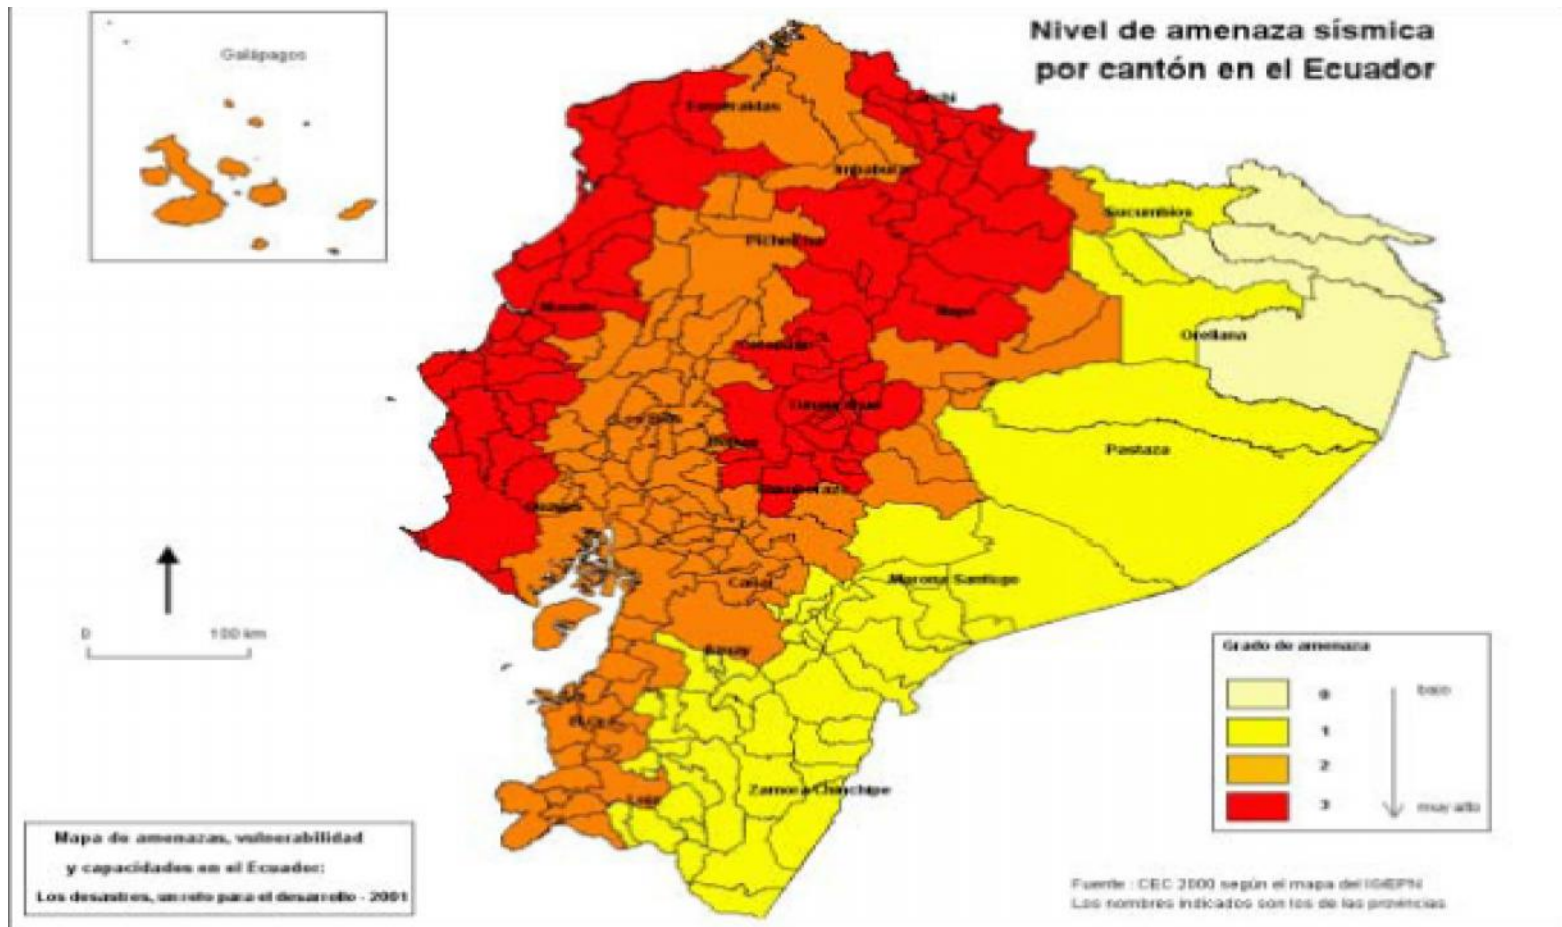 Nivel de amenaza sísmica
por cantón en el Ecuador
Galápagos
Esmeraldas
Imbabura
Sucumbios
Pichincha
Manabi
Napo
Orellana
Cotopaxi
Tungurahua
Los Rios
Bolivar
Pastaza
Chimborazo
Guayas
Cañar
Morona Santiago
Azuay
El Oro
Zamora Chinchipe
Loja
0 100 km
Grado de amenaza
0 bajo
1
2
3 muy alto
Mapa de amenazas, vulnerabilidad
y capacidades en el Ecuador:
Los desastres, un reto para el desarrollo - 2001
Fuente : CEC 2000 según el mapa del IG/EPN
Los nombres indicados son los de las provincias